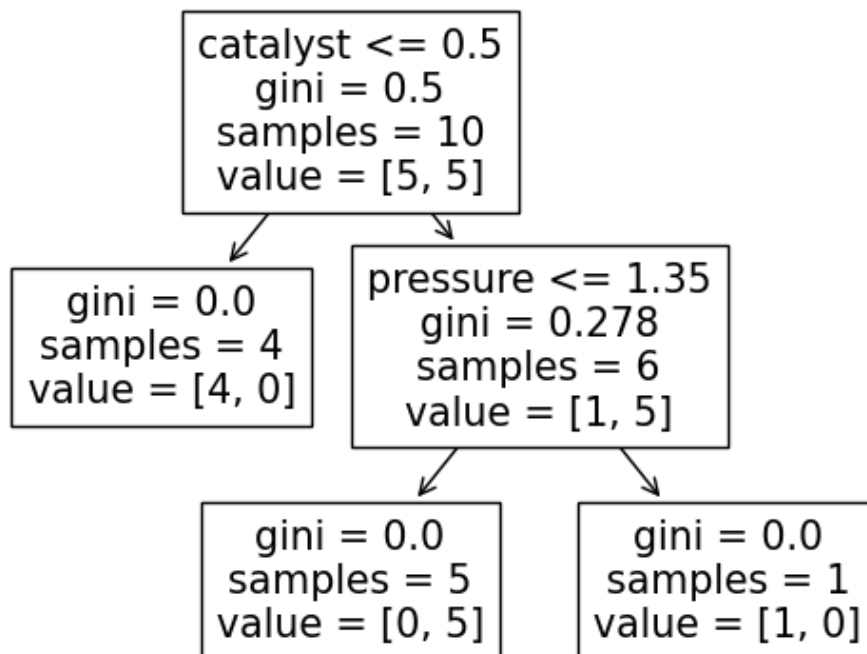 catalyst <= 0.5
gini = 0.5
samples = 10
value = [5, 5]
gini = 0.0
samples = 4
value = [4, 0]
pressure <= 1.35
gini = 0.278
samples = 6
value = [1, 5]
gini = 0.0
samples = 5
value = [0, 5]
gini = 0.0
samples = 1
value = [1, 0]